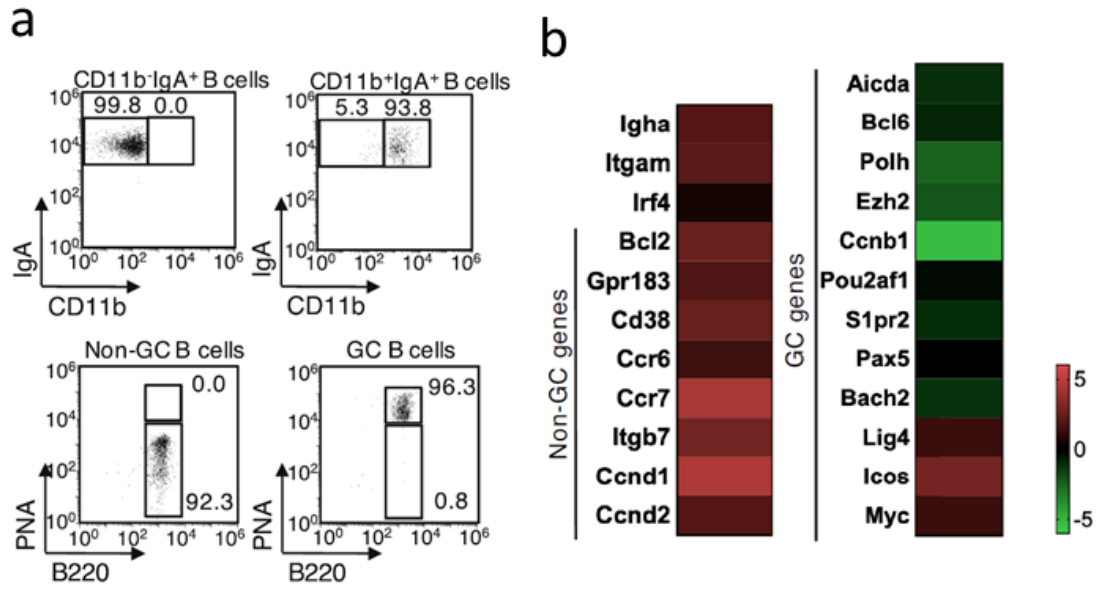 a
CD11b-IgA+ B cells
10⁶
99.8 0.0
10⁴
10²
10⁰
10⁰ 10² 10⁴ 10⁶
IgA
CD11b
CD11b+IgA+ B cells
10⁶
5.3 93.8
10⁴
10²
10⁰
10⁰ 10² 10⁴ 10⁶
IgA
CD11b
Non-GC B cells
10⁶
0.0
10⁴
10²
92.3
10⁰
10⁰ 10² 10⁴ 10⁶
PNA
B220
GC B cells
10⁶
96.3
10⁴
10²
0.8
10⁰
10⁰ 10² 10⁴ 10⁶
PNA
B220
b
Igha
Itgam
Irf4
Non-GC genes
Bcl2
Gpr183
Cd38
Ccr6
Ccr7
Itgb7
Ccnd1
Ccnd2
GC genes
Aicda
Bcl6
Polh
Ezh2
Ccnb1
Pou2af1
S1pr2
Pax5
Bach2
Lig4
Icos
Myc
5
0
-5